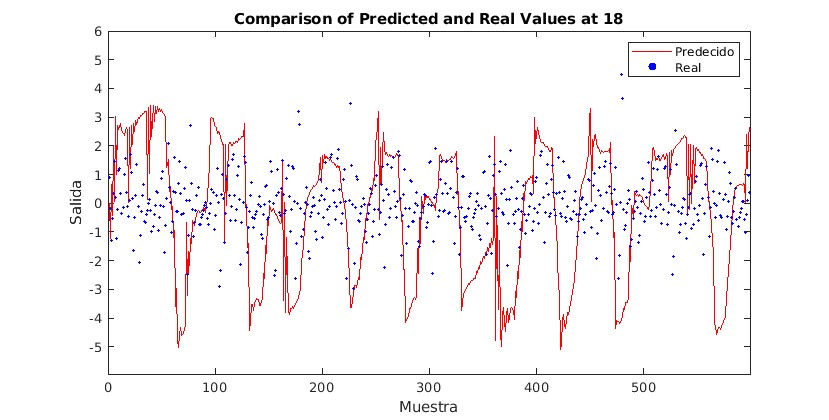 Comparison of Predicted and Real Values at 18
6
5
4
3
2
1
0
-1
-2
-3
-4
-5
Salida
Predecido
Real
0 100 200 300 400 500
Muestra